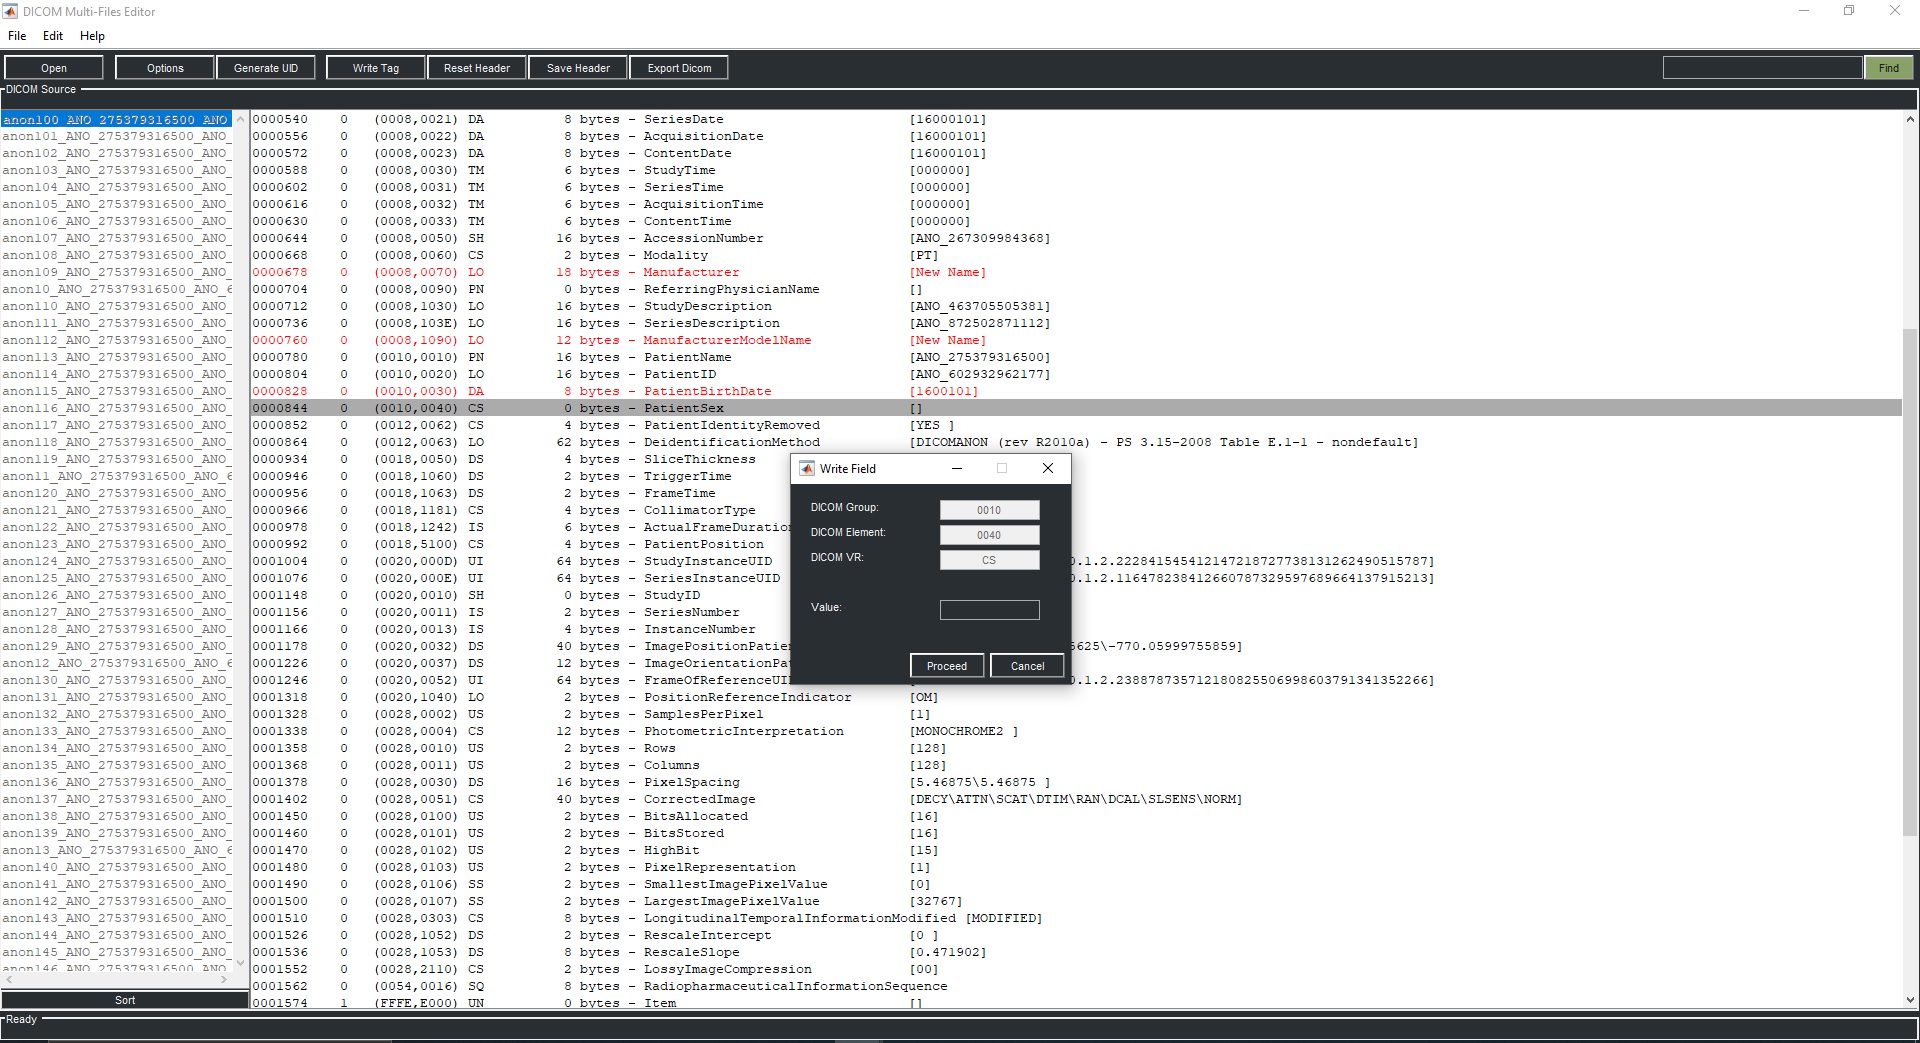 DICOM Multi-Files Editor
File Edit Help
Open Options Generate UID Write Tag Reset Header Save Header Export Dicom Find
DICOM Source
anon100_ANO_275379316500_ANO 0000540 0 (0008,0021) DA 8 bytes - SeriesDate [16000101]
anon101_ANO_275379316500_ANO_ 0000556 0 (0008,0022) DA 8 bytes - AcquisitionDate [16000101]
anon102_ANO_275379316500_ANO_ 0000572 0 (0008,0023) DA 8 bytes - ContentDate [16000101]
anon103_ANO_275379316500_ANO_ 0000588 0 (0008,0030) TM 6 bytes - StudyTime [000000]
anon104_ANO_275379316500_ANO_ 0000602 0 (0008,0031) TM 6 bytes - SeriesTime [000000]
anon105_ANO_275379316500_ANO_ 0000616 0 (0008,0032) TM 6 bytes - AcquisitionTime [000000]
anon106_ANO_275379316500_ANO_ 0000630 0 (0008,0033) TM 6 bytes - ContentTime [000000]
anon107_ANO_275379316500_ANO_ 0000644 0 (0008,0050) SH 16 bytes - AccessionNumber [ANO_267309984368]
anon108_ANO_275379316500_ANO_ 0000668 0 (0008,0060) CS 2 bytes - Modality [PT]
anon109_ANO_275379316500_ANO_ 0000678 0 (0008,0070) LO 18 bytes - Manufacturer [New Name]
anon10_ANO_275379316500_ANO_6 0000704 0 (0008,0090) PN 0 bytes - ReferringPhysicianName []
anon110_ANO_275379316500_ANO_ 0000712 0 (0008,1030) LO 16 bytes - StudyDescription [ANO_463705505381]
anon111_ANO_275379316500_ANO_ 0000736 0 (0008,103E) LO 16 bytes - SeriesDescription [ANO_872502871112]
anon112_ANO_275379316500_ANO_ 0000760 0 (0008,1090) LO 12 bytes - ManufacturerModelName [New Name]
anon113_ANO_275379316500_ANO_ 0000780 0 (0010,0010) PN 16 bytes - PatientName [ANO_275379316500]
anon114_ANO_275379316500_ANO_ 0000804 0 (0010,0020) LO 16 bytes - PatientID [ANO_602932962177]
anon115_ANO_275379316500_ANO_ 0000828 0 (0010,0030) DA 8 bytes - PatientBirthDate [1600101]
anon116_ANO_275379316500_ANO_ 0000844 0 (0010,0040) CS 0 bytes - PatientSex []
anon117_ANO_275379316500_ANO_ 0000852 0 (0012,0062) CS 4 bytes - PatientIdentityRemoved [YES ]
anon118_ANO_275379316500_ANO_ 0000864 0 (0012,0063) LO 62 bytes - DeidentificationMethod [DICOMANON (rev R2010a) - PS 3.15-2008 Table E.1-1 - nondefault]
anon119_ANO_275379316500_ANO_ 0000934 0 (0018,0050) DS 4 bytes - SliceThickness
anon11_ANO_275379316500_ANO_6 0000946 0 (0018,1060) DS 2 bytes - TriggerTime
anon120_ANO_275379316500_ANO_ 0000956 0 (0018,1063) DS 2 bytes - FrameTime
anon121_ANO_275379316500_ANO_ 0000966 0 (0018,1181) CS 4 bytes - CollimatorType
anon122_ANO_275379316500_ANO_ 0000978 0 (0018,1242) IS 6 bytes - ActualFrameDuration
anon123_ANO_275379316500_ANO_ 0000992 0 (0018,5100) CS 4 bytes - PatientPosition
anon124_ANO_275379316500_ANO_ 0001004 0 (0020,000D) UI 64 bytes - StudyInstanceUID 0.1.2.22284154541214721872773813126249051578​7]
anon125_ANO_275379316500_ANO_ 0001076 0 (0020,000E) UI 64 bytes - SeriesInstanceUID 0.1.2.11647823841266078732959768966413791521​3]
anon126_ANO_275379316500_ANO_ 0001148 0 (0020,0010) SH 0 bytes - StudyID
anon127_ANO_275379316500_ANO_ 0001156 0 (0020,0011) IS 2 bytes - SeriesNumber
anon128_ANO_275379316500_ANO_ 0001166 0 (0020,0013) IS 4 bytes - InstanceNumber
anon129_ANO_275379316500_ANO_ 0001178 0 (0020,0032) DS 40 bytes - ImagePositionPatien 5625\-770.05999755859]
anon12_ANO_275379316500_ANO_6 0001226 0 (0020,0037) DS 12 bytes - ImageOrientationPat
anon130_ANO_275379316500_ANO_ 0001246 0 (0020,0052) UI 64 bytes - FrameOfReferenceUID 0.1.2.23887873571218082550699860379134135226​6]
anon131_ANO_275379316500_ANO_ 0001318 0 (0020,1040) LO 2 bytes - PositionReferenceIndicator [OM]
anon132_ANO_275379316500_ANO_ 0001328 0 (0028,0002) US 2 bytes - SamplesPerPixel [1]
anon133_ANO_275379316500_ANO_ 0001338 0 (0028,0004) CS 12 bytes - PhotometricInterpretation [MONOCHROME2 ]
anon134_ANO_275379316500_ANO_ 0001358 0 (0028,0010) US 2 bytes - Rows [128]
anon135_ANO_275379316500_ANO_ 0001368 0 (0028,0011) US 2 bytes - Columns [128]
anon136_ANO_275379316500_ANO_ 0001378 0 (0028,0030) DS 16 bytes - PixelSpacing [5.46875\5.46875 ]
anon137_ANO_275379316500_ANO_ 0001402 0 (0028,0051) CS 40 bytes - CorrectedImage [DECY\ATTN\SCAT\DTIM\RAN\DCAL\SLSENS\NORM]
anon138_ANO_275379316500_ANO_ 0001450 0 (0028,0100) US 2 bytes - BitsAllocated [16]
anon139_ANO_275379316500_ANO_ 0001460 0 (0028,0101) US 2 bytes - BitsStored [16]
anon13_ANO_275379316500_ANO_6 0001470 0 (0028,0102) US 2 bytes - HighBit [15]
anon140_ANO_275379316500_ANO_ 0001480 0 (0028,0103) US 2 bytes - PixelRepresentation [1]
anon141_ANO_275379316500_ANO_ 0001490 0 (0028,0106) SS 2 bytes - SmallestImagePixelValue [0]
anon142_ANO_275379316500_ANO_ 0001500 0 (0028,0107) SS 2 bytes - LargestImagePixelValue [32767]
anon143_ANO_275379316500_ANO_ 0001510 0 (0028,0303) CS 8 bytes - LongitudinalTemporalInformationModified [MODIFIED]
anon144_ANO_275379316500_ANO_ 0001526 0 (0028,1052) DS 2 bytes - RescaleIntercept [0 ]
anon145_ANO_275379316500_ANO_ 0001536 0 (0028,1053) DS 8 bytes - RescaleSlope [0.471902]
anon146_ANO_275379316500_ANO_ 0001552 0 (0028,2110) CS 2 bytes - LossyImageCompression [00]
0001562 0 (0054,0016) SQ 8 bytes - RadiopharmaceuticalInformationSequence
Sort 0001574 1 (FFFE,E000) UN 0 bytes - Item []
Ready
Write Field
DICOM Group: 0010
DICOM Element: 0040
DICOM VR: CS
Value:
Proceed Cancel